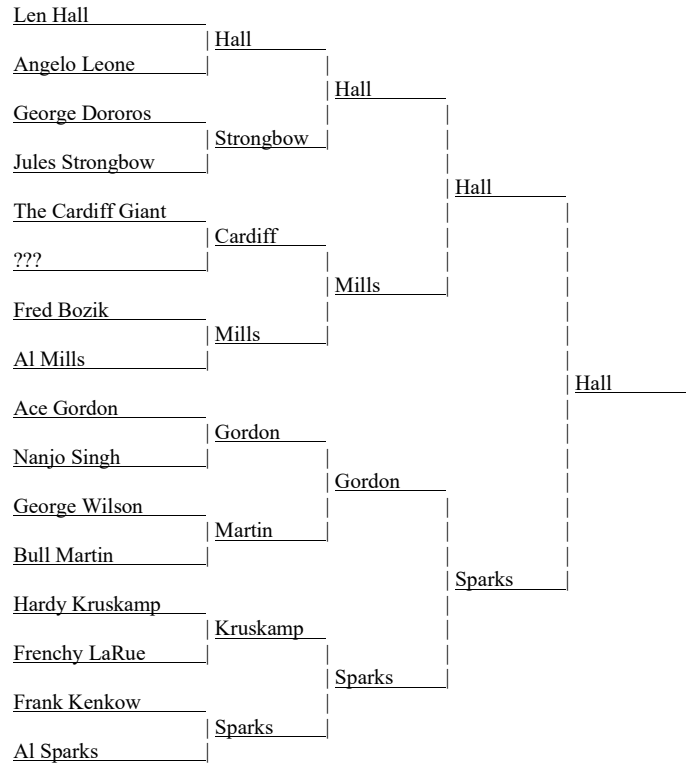 Len Hall
Hall
Angelo Leone
Hall
George Dororos
Strongbow
Jules Strongbow
Hall
The Cardiff Giant
Cardiff
???
Mills
Fred Bozik
Mills
Al Mills
Hall
Ace Gordon
Gordon
Nanjo Singh
Gordon
George Wilson
Martin
Bull Martin
Sparks
Hardy Kruskamp
Kruskamp
Frenchy LaRue
Sparks
Frank Kenkow
Sparks
Al Sparks